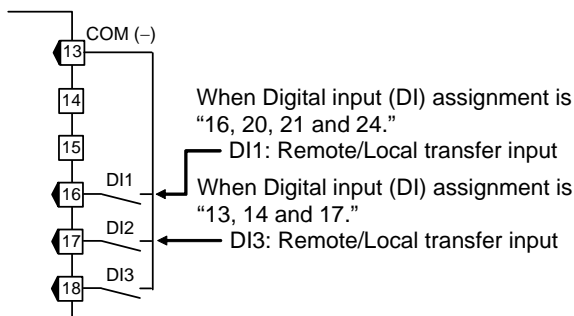 13 COM (−)
14
When Digital input (DI) assignment is
“16, 20, 21 and 24.”
15
DI1: Remote/Local transfer input
16 DI1
When Digital input (DI) assignment is
“13, 14 and 17.”
17 DI2
DI3: Remote/Local transfer input
18 DI3